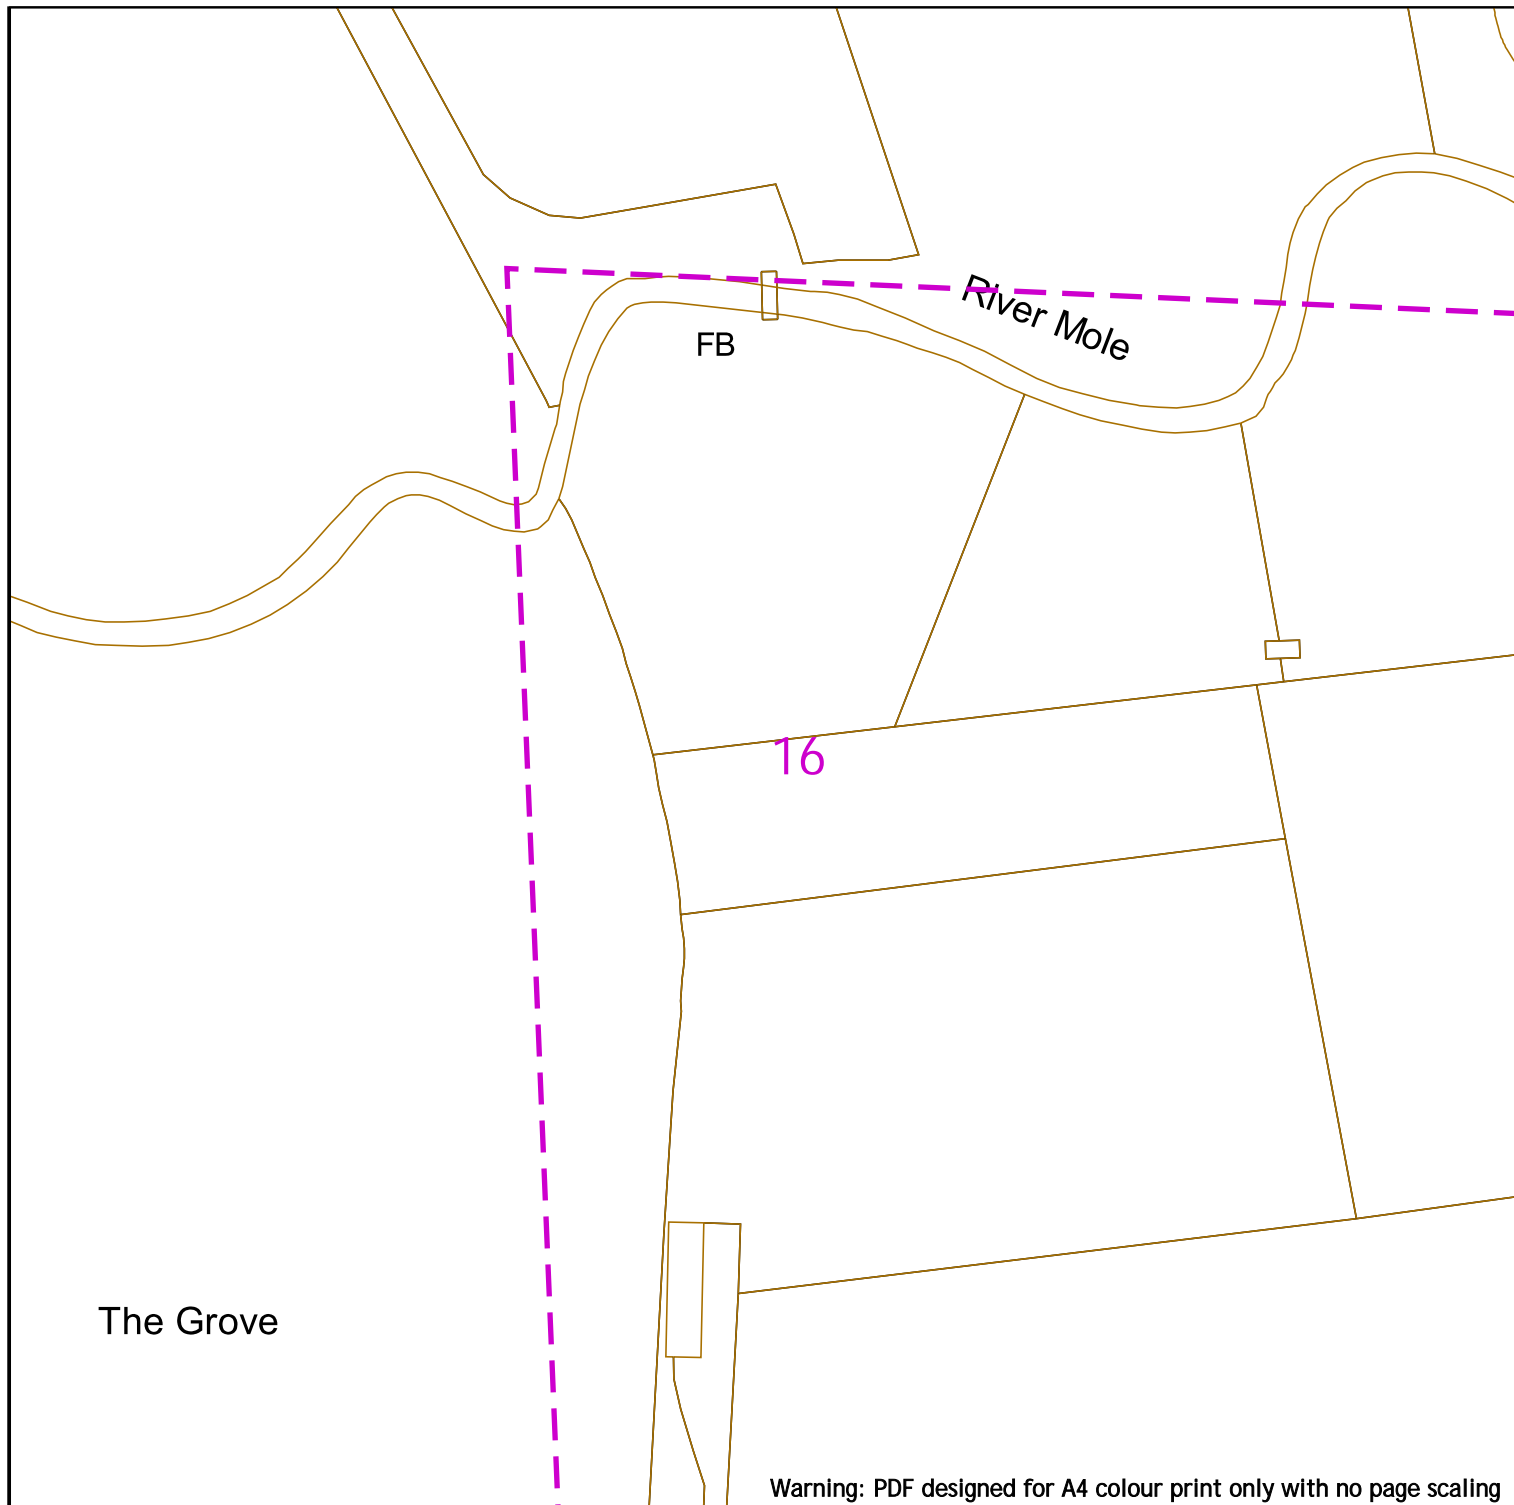 River Mole
FB
16
The Grove
Warning: PDF designed for A4 colour print only with no page scaling